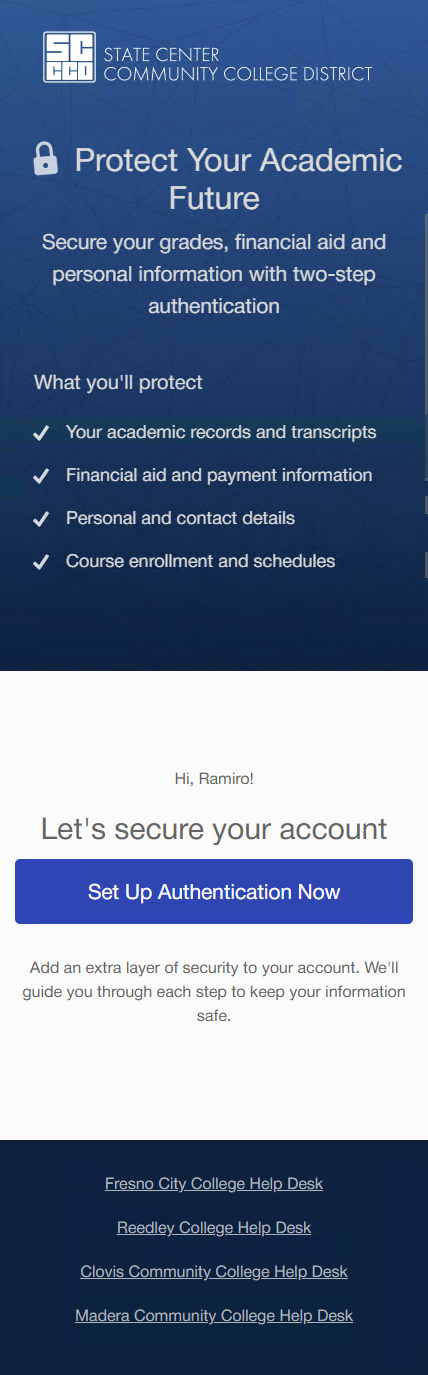 SC
CCD
STATE CENTER
COMMUNITY COLLEGE DISTRICT
Protect Your Academic
Future
Secure your grades, financial aid and
personal information with two-step
authentication
What you'll protect
Your academic records and transcripts
Financial aid and payment information
Personal and contact details
Course enrollment and schedules
Hi, Ramiro!
Let's secure your account
Set Up Authentication Now
Add an extra layer of security to your account. We'll
guide you through each step to keep your information
safe.
Fresno City College Help Desk
Reedley College Help Desk
Clovis Community College Help Desk
Madera Community College Help Desk